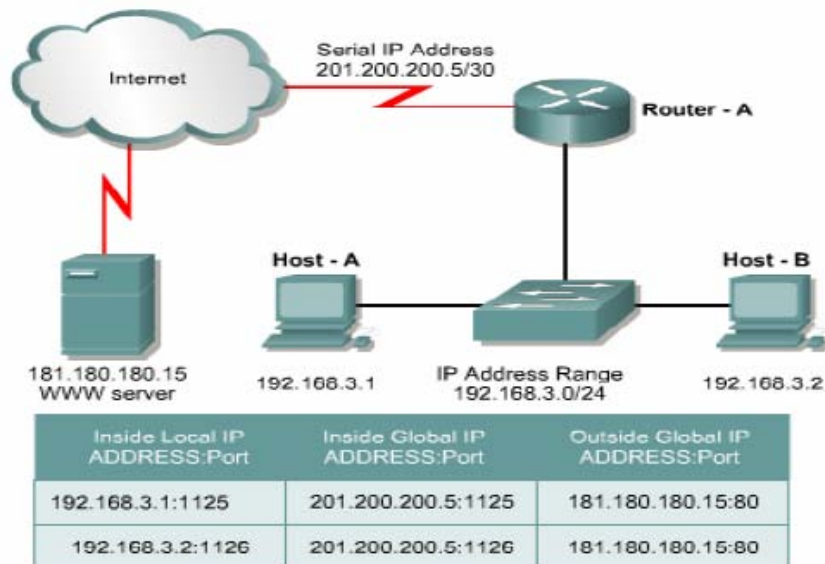 Serial IP Address
201.200.200.5/30
Internet
Router - A
Host - A
Host - B
181.180.180.15
WWW server
192.168.3.1
IP Address Range
192.168.3.0/24
192.168.3.2
Inside Local IP
ADDRESS:Port
Inside Global IP
ADDRESS:Port
Outside Global IP
ADDRESS:Port
192.168.3.1:1125
201.200.200.5:1125
181.180.180.15:80
192.168.3.2:1126
201.200.200.5:1126
181.180.180.15:80